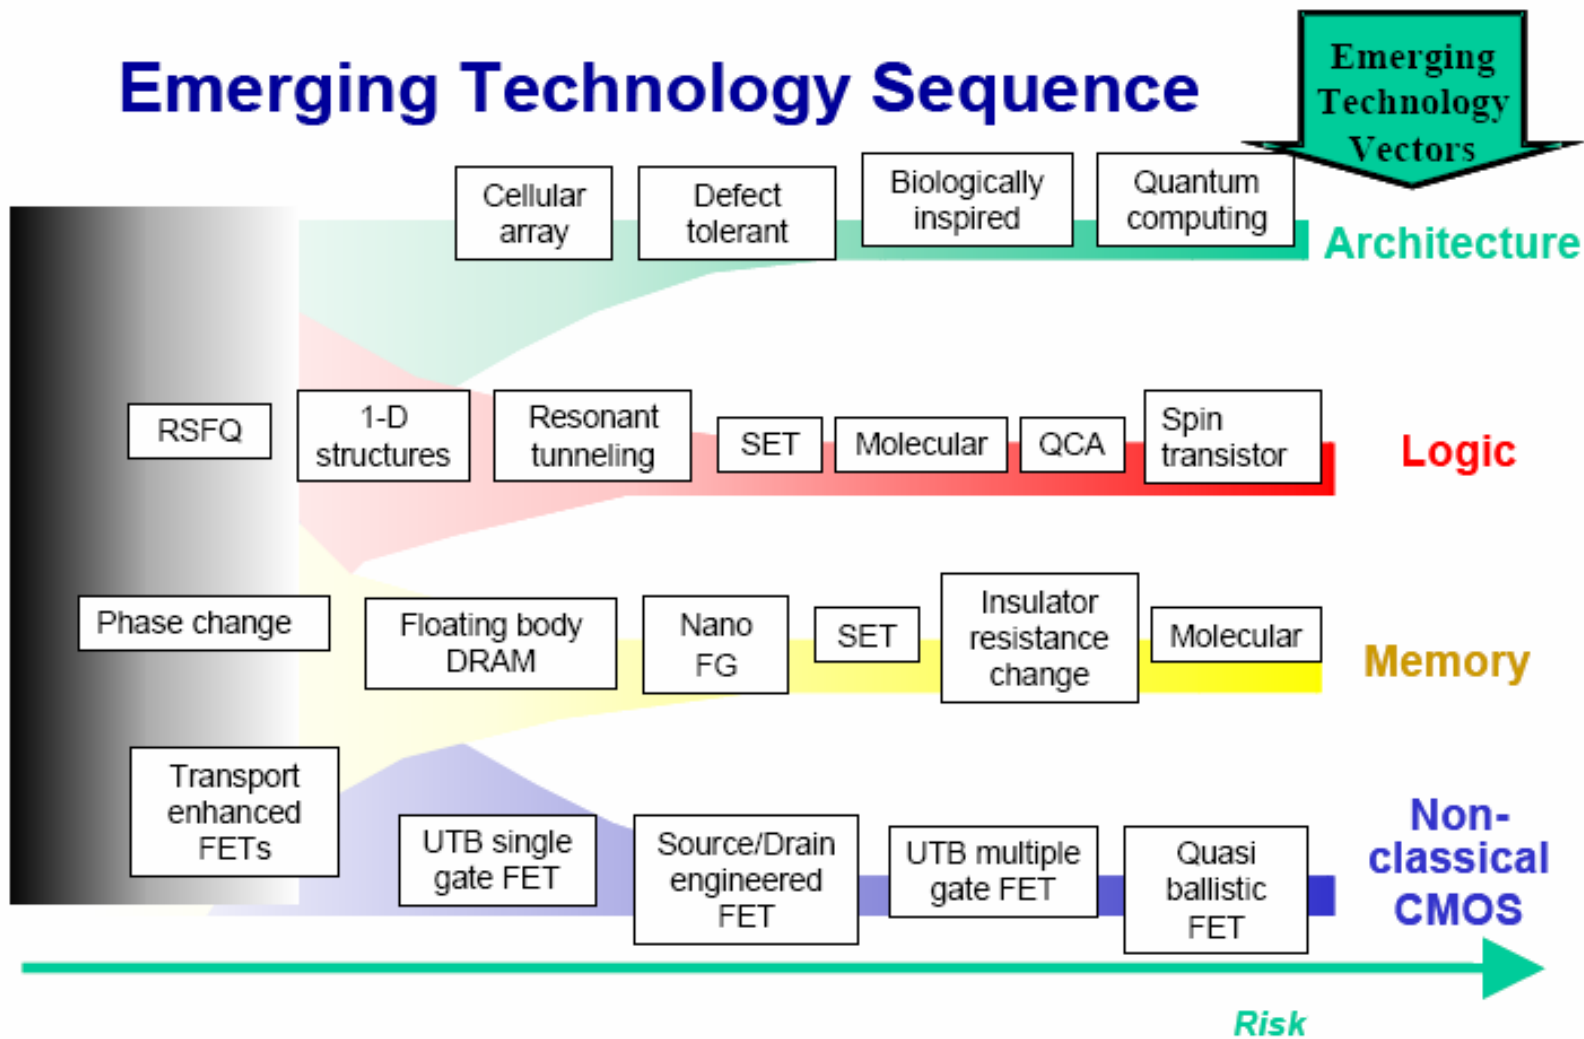 Emerging Technology Sequence
Emerging
Technology
Vectors
Cellular
array
Defect
tolerant
Biologically
inspired
Quantum
computing
Architecture
RSFQ
1-D
structures
Resonant
tunneling
SET
Molecular
QCA
Spin
transistor
Logic
Phase change
Floating body
DRAM
Nano
FG
SET
Insulator
resistance
change
Molecular
Memory
Transport
enhanced
FETs
UTB single
gate FET
Source/Drain
engineered
FET
UTB multiple
gate FET
Quasi
ballistic
FET
Non-
classical
CMOS
Risk